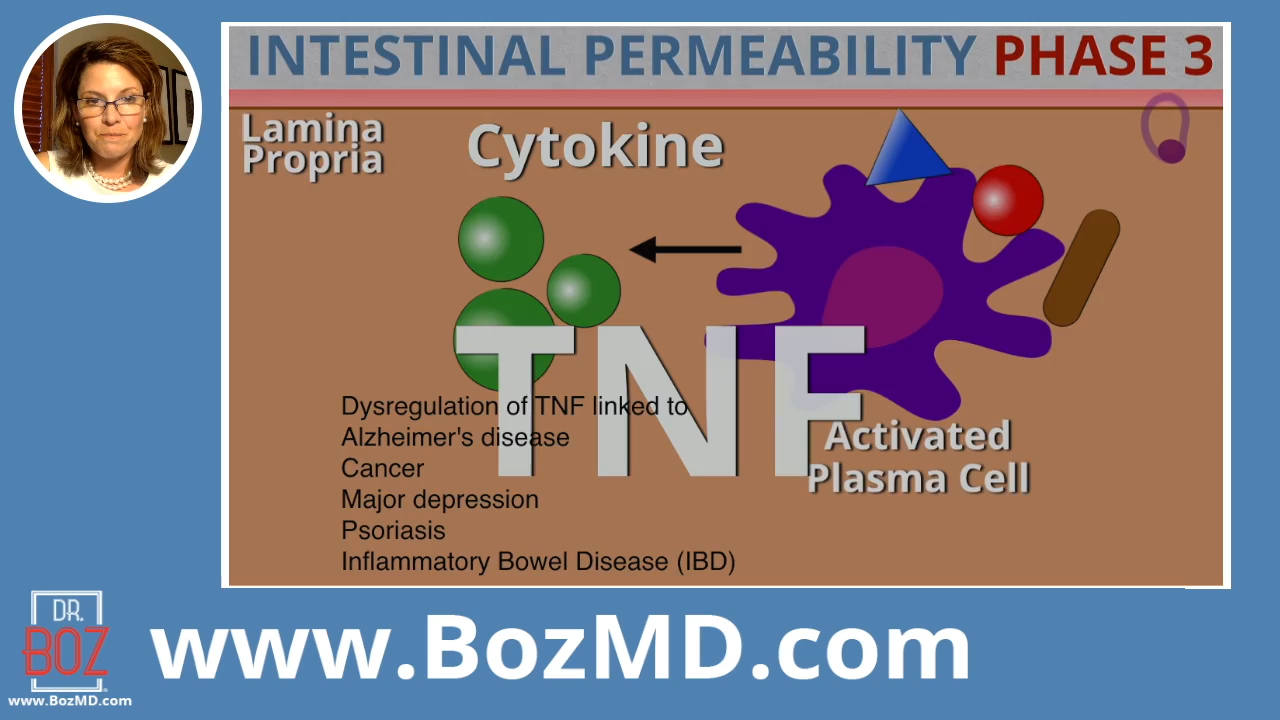 INTESTINAL PERMEABILITY PHASE 3
Lamina
Propria
Cytokine
TNF
Dysregulation of TNF linked to
Alzheimer's disease
Cancer
Major depression
Psoriasis
Inflammatory Bowel Disease (IBD)
Activated
Plasma Cell
DR.
BOZ
www.BozMD.com
www.BozMD.com